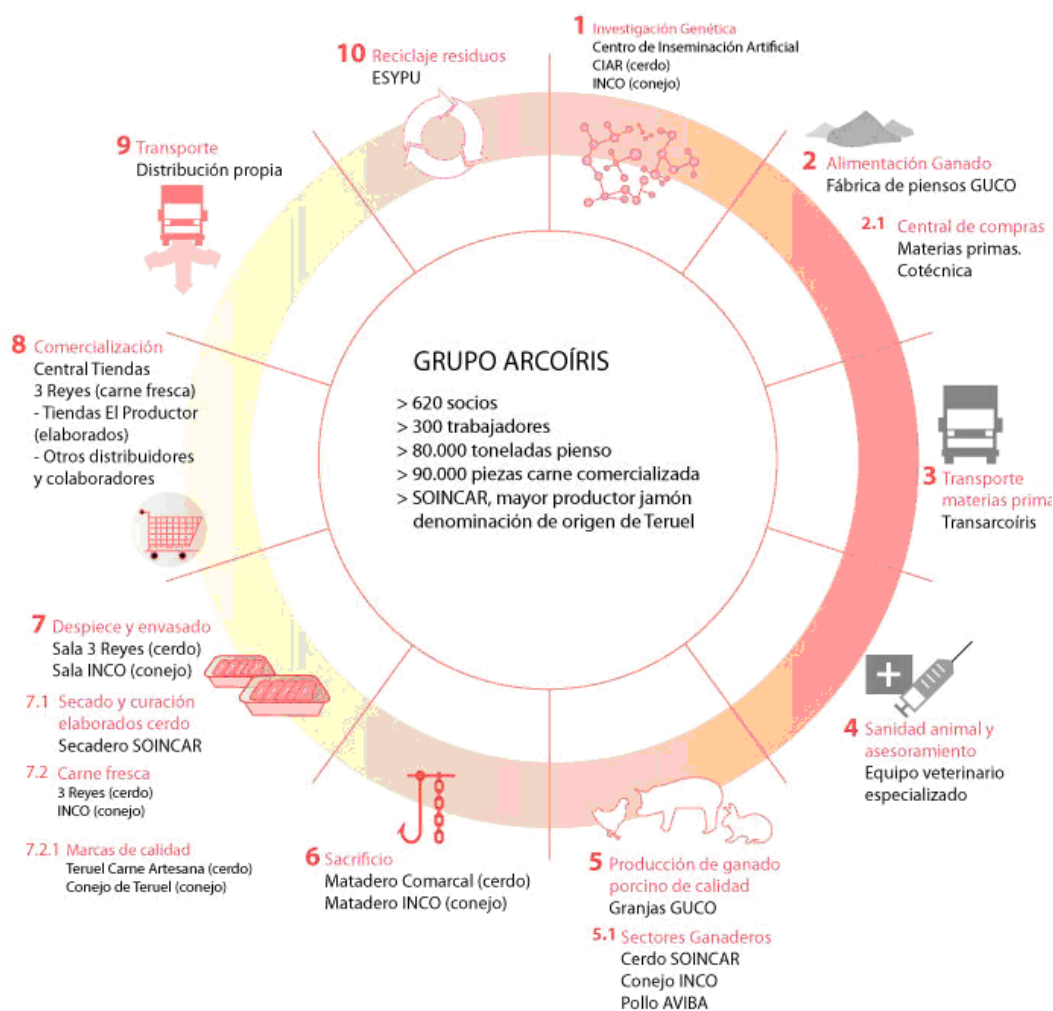 1 Investigación Genética
Centro de Inseminación Artificial
CIAR (cerdo)
INCO (conejo)
2 Alimentación Ganado
Fábrica de piensos GUCO
2.1 Central de compras
Materias primas.
Cotécnica
3 Transporte
materias prima
Transarcoíris
4 Sanidad animal y
asesoramiento
Equipo veterinario
especializado
5 Producción de ganado
porcino de calidad
Granjas GUCO
5.1 Sectores Ganaderos
Cerdo SOINCAR
Conejo INCO
Pollo AVIBA
6 Sacrificio
Matadero Comarcal (cerdo)
Matadero INCO (conejo)
7 Despiece y envasado
Sala 3 Reyes (cerdo)
Sala INCO (conejo)
7.1 Secado y curación
elaborados cerdo
Secadero SOINCAR
7.2 Carne fresca
3 Reyes (cerdo)
INCO (conejo)
7.2.1 Marcas de calidad
Teruel Carne Artesana (cerdo)
Conejo de Teruel (conejo)
8 Comercialización
Central Tiendas
3 Reyes (carne fresca)
- Tiendas El Productor
(elaborados)
- Otros distribuidores
y colaboradores
9 Transporte
Distribución propia
10 Reciclaje residuos
ESYPU
GRUPO ARCOÍRIS
> 620 socios
> 300 trabajadores
> 80.000 toneladas pienso
> 90.000 piezas carne comercializada
> SOINCAR, mayor productor jamón
denominación de origen de Teruel